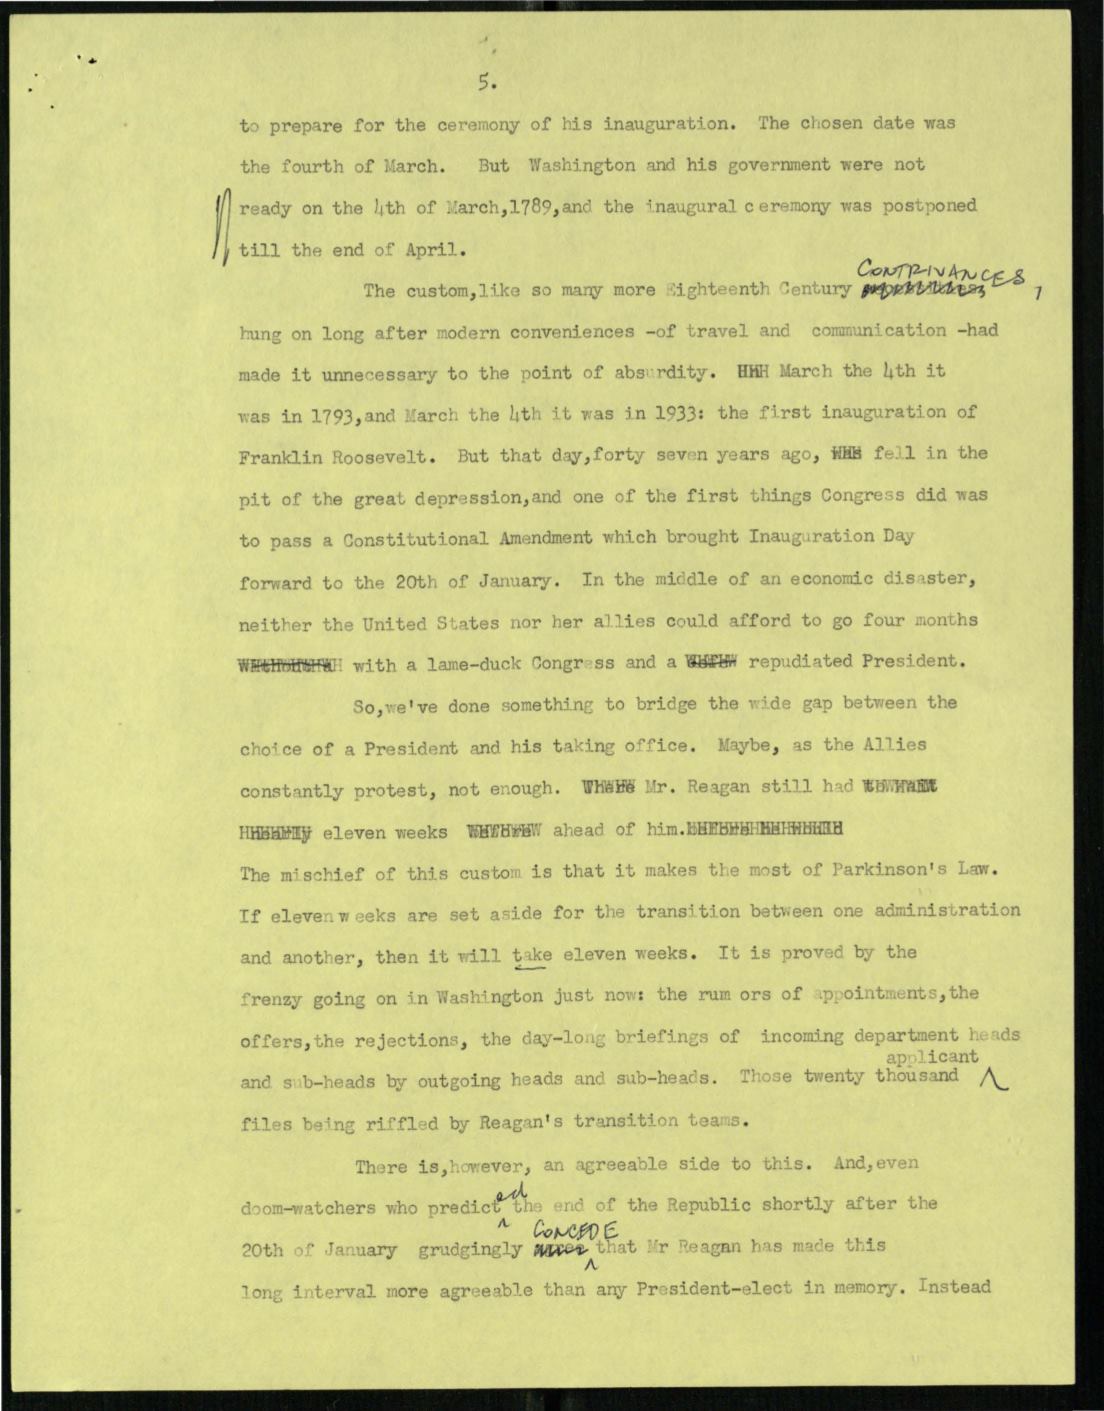 5.
to prepare for the ceremony of his inauguration. The chosen date was
the fourth of March. But Washington and his government were not
ready on the 4th of March,1789,and the inaugural c eremony was postponed
till the end of April.
CONTRIVANCES,
The custom,like so many more Eighteenth Century
hung on long after modern conveniences -of travel and communication -had
made it unnecessary to the point of absurdity. March the 4th it
was in 1793,and March the 4th it was in 1933: the first inauguration of
Franklin Roosevelt. But that day,forty seven years ago, fell in the
pit of the great depression,and one of the first things Congress did was
to pass a Constitutional Amendment which brought Inauguration Day
forward to the 20th of January. In the middle of an economic disaster,
neither the United States nor her allies could afford to go four months
with a lame-duck Congress and a repudiated President.
So,we've done something to bridge the wide gap between the
choice of a President and his taking office. Maybe, as the Allies
constantly protest, not enough. Mr. Reagan still had
eleven weeks ahead of him.
The mischief of this custom is that it makes the most of Parkinson's Law.
If eleven w eeks are set aside for the transition between one administration
and another, then it will take eleven weeks. It is proved by the
frenzy going on in Washington just now: the rum ors of appointments,the
offers,the rejections, the day-long briefings of incoming department heads
applicant
and sub-heads by outgoing heads and sub-heads. Those twenty thousand
files being riffled by Reagan's transition teams.
There is,however, an agreeable side to this. And,even
doom-watchers who predicted the end of the Republic shortly after the
CONCEDE
20th of January grudgingly that Mr Reagan has made this
long interval more agreeable than any President-elect in memory. Instead